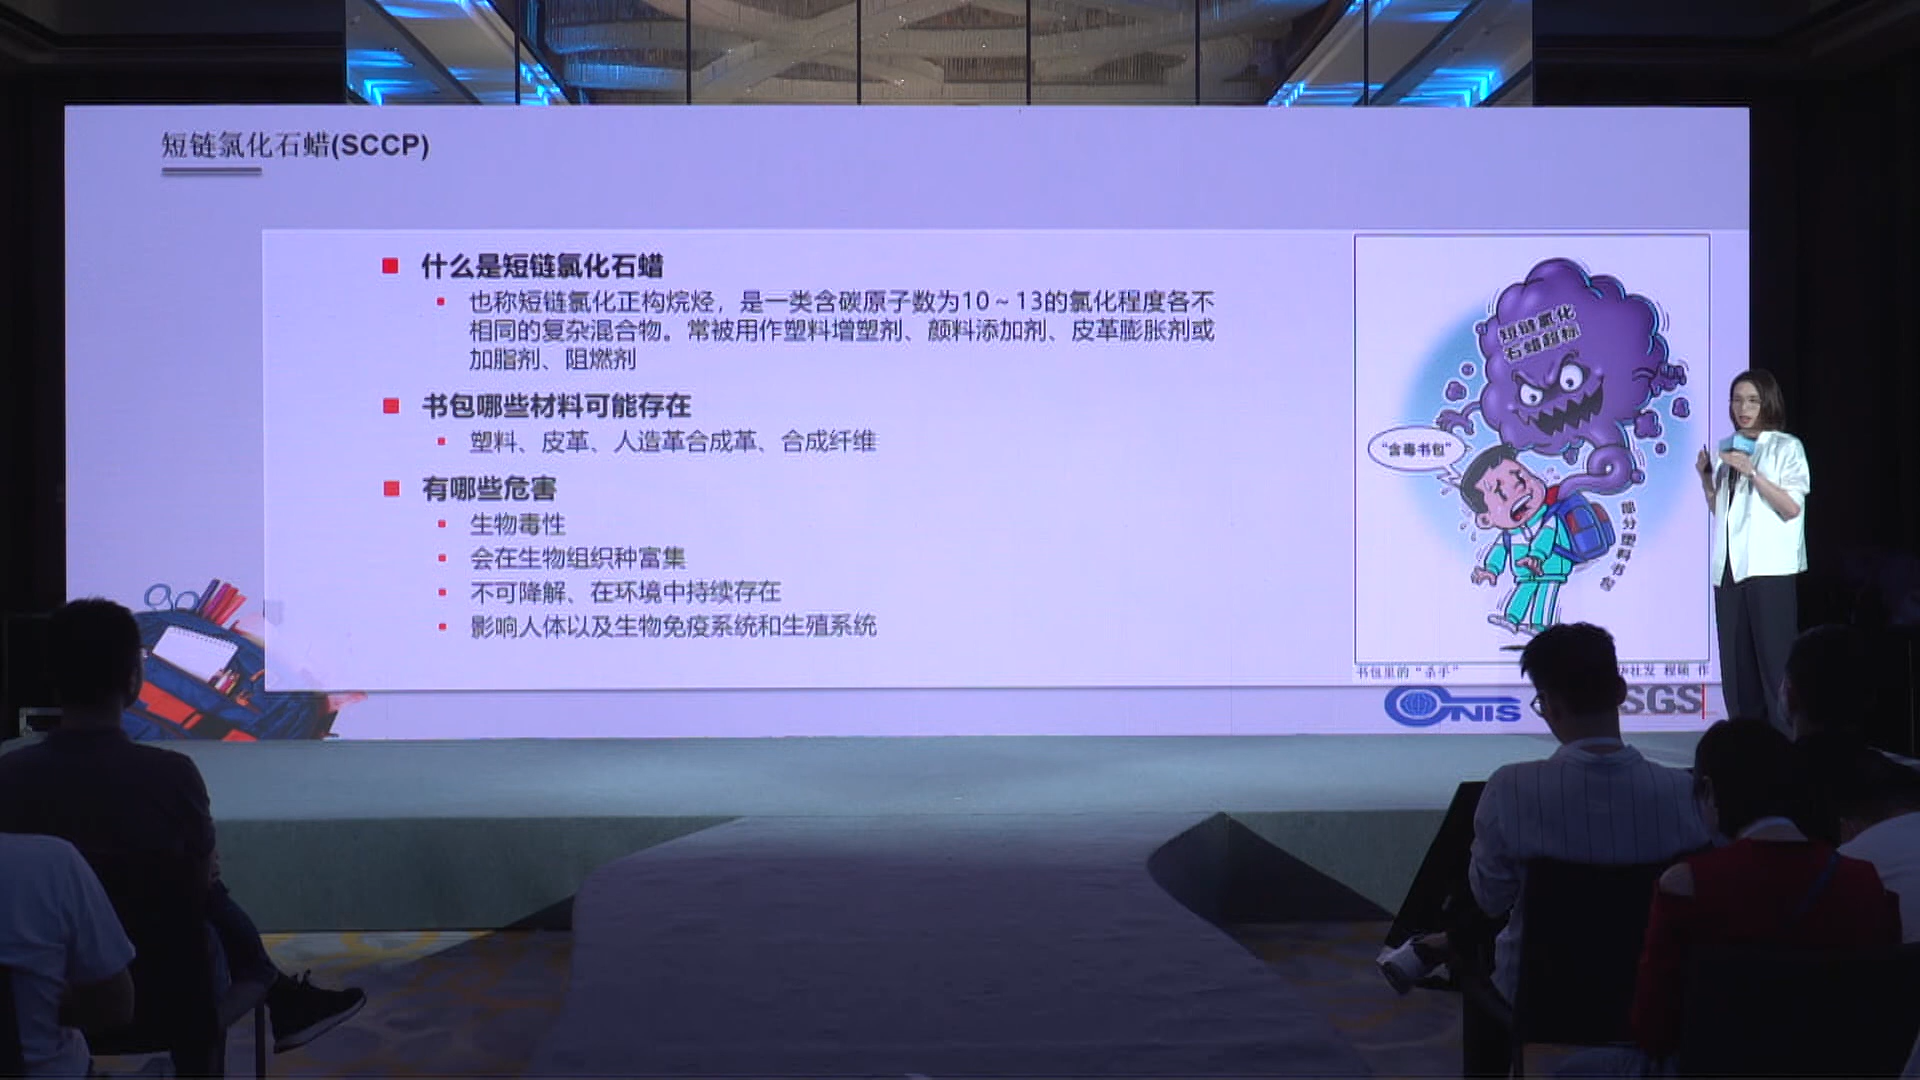 短链氯化石蜡(SCCP)
什么是短链氯化石蜡
也称短链氯化正构烷烃，是一类含碳原子数为10～13的氯化程度各不
相同的复杂混合物。常被用作塑料增塑剂、颜料添加剂、皮革膨胀剂或
加脂剂、阻燃剂
书包哪些材料可能存在
塑料、皮革、人造革合成革、合成纤维
有哪些危害
生物毒性
会在生物组织种富集
不可降解、在环境中持续存在
影响人体以及生物免疫系统和生殖系统
短链氯化
石蜡超标
“含毒书包”
部分塑料书包
书包里的“杀手”
社发 程硕 作
ONIS
SGS